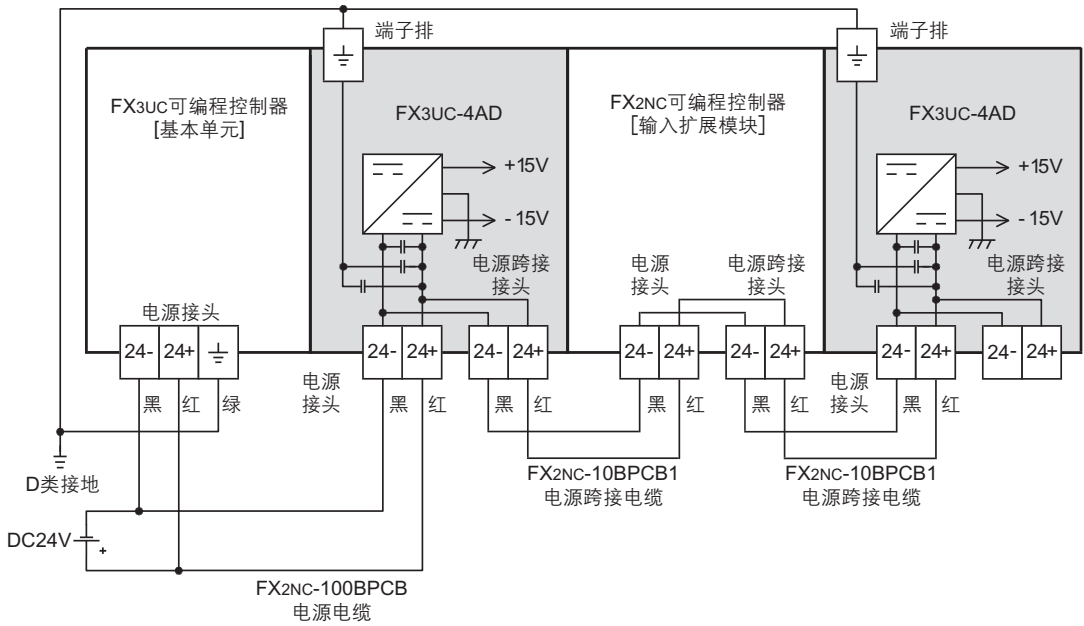 端子排
端子排
FX3UC可编程控制器
[基本单元]
FX3UC-4AD
FX2NC可编程控制器
[输入扩展模块]
FX3UC-4AD
+15V
-15V
+15V
-15V
电源跨接
接头
电源
接头
电源跨接
接头
电源跨接
接头
电源接头
24- 24+
24- 24+
24- 24+
24- 24+
24- 24+
24- 24+
24- 24+
黑 红 绿
电源
接头
黑 红
黑 红
黑 红
黑 红
电源
接头
黑 红
D类接地
FX2NC-10BPCB1
电源跨接电缆
FX2NC-10BPCB1
电源跨接电缆
DC24V
+
FX2NC-100BPCB
电源电缆